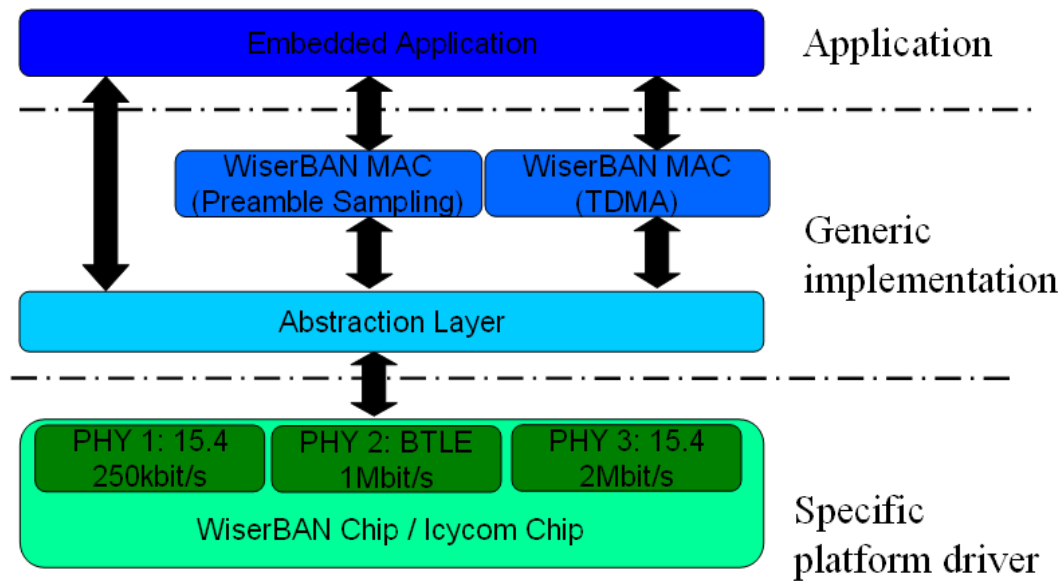 Embedded Application
Application
WiserBAN MAC
(Preamble Sampling)
WiserBAN MAC
(TDMA)
Generic
implementation
Abstraction Layer
PHY 1: 15.4
250kbit/s
PHY 2: BTLE
1Mbit/s
PHY 3: 15.4
2Mbit/s
WiserBAN Chip / Icycom Chip
Specific
platform driver